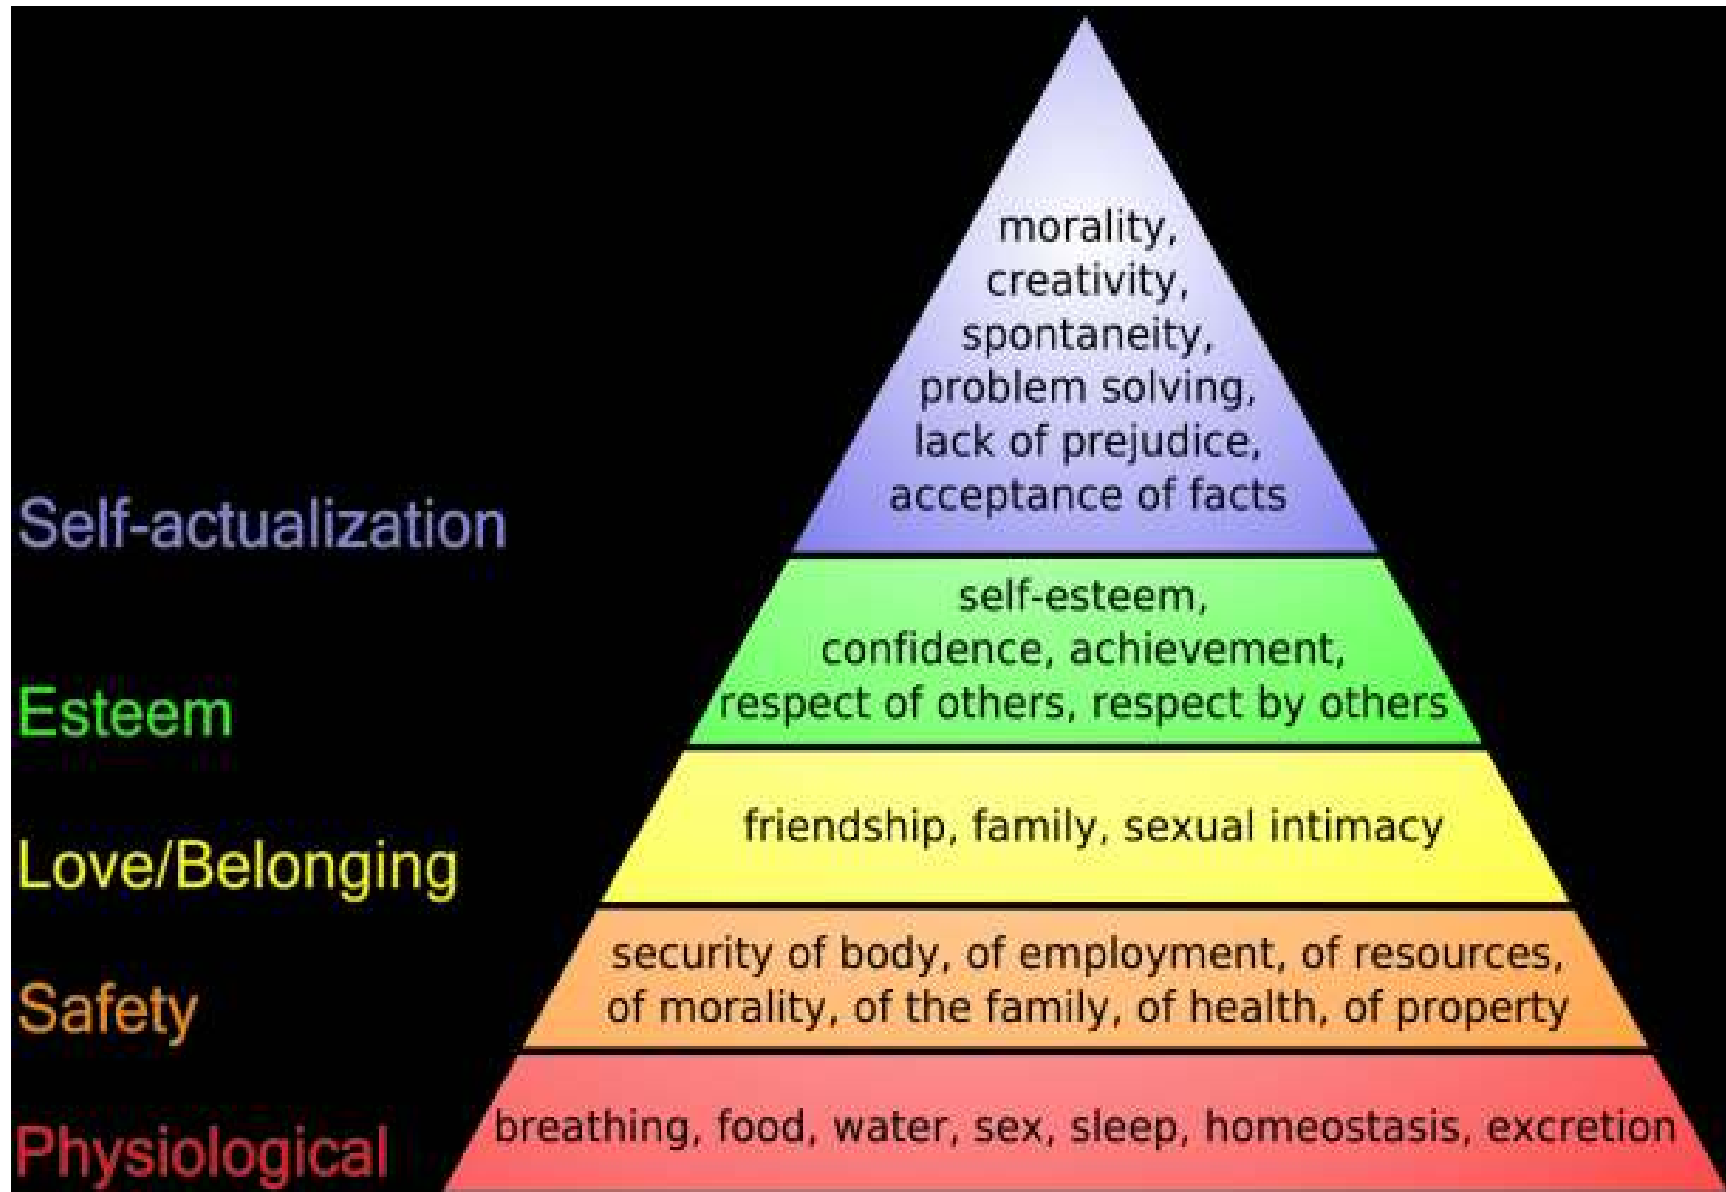 morality,
creativity,
spontaneity,
problem solving,
lack of prejudice,
acceptance of facts
Self-actualization
self-esteem,
confidence, achievement,
respect of others, respect by others
Esteem
friendship, family, sexual intimacy
Love/Belonging
security of body, of employment, of resources,
of morality, of the family, of health, of property
Safety
breathing, food, water, sex, sleep, homeostasis, excretion
Physiological